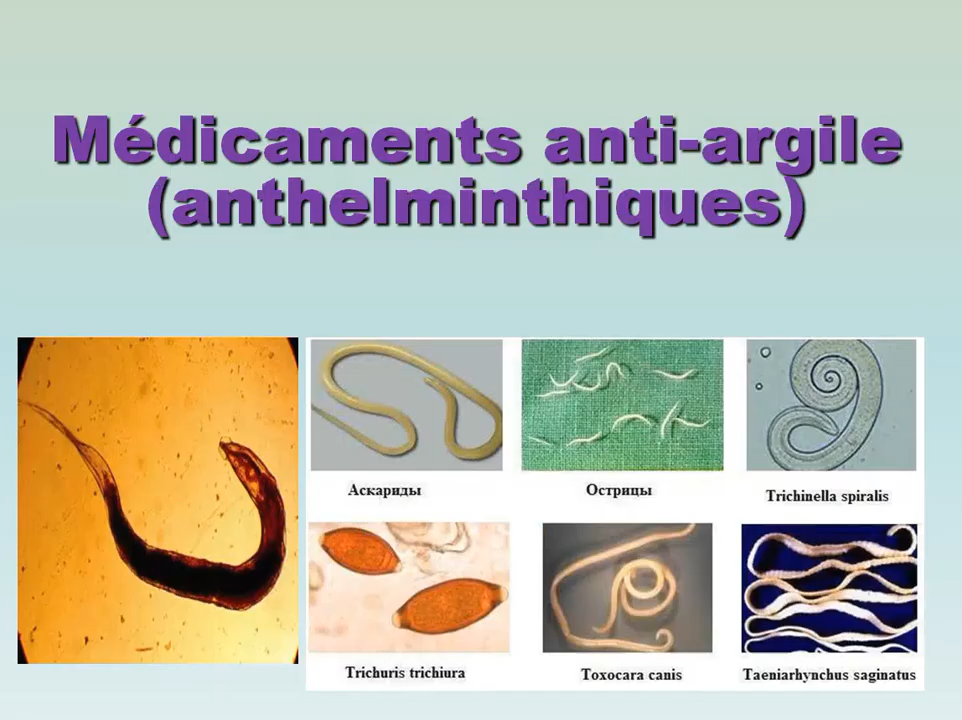 Médicaments anti-argile
(anthelminthiques)
Аскариды
Острицы
Trichinella spiralis
Trichuris trichiura
Toxocara canis
Taeniarhynchus saginatus